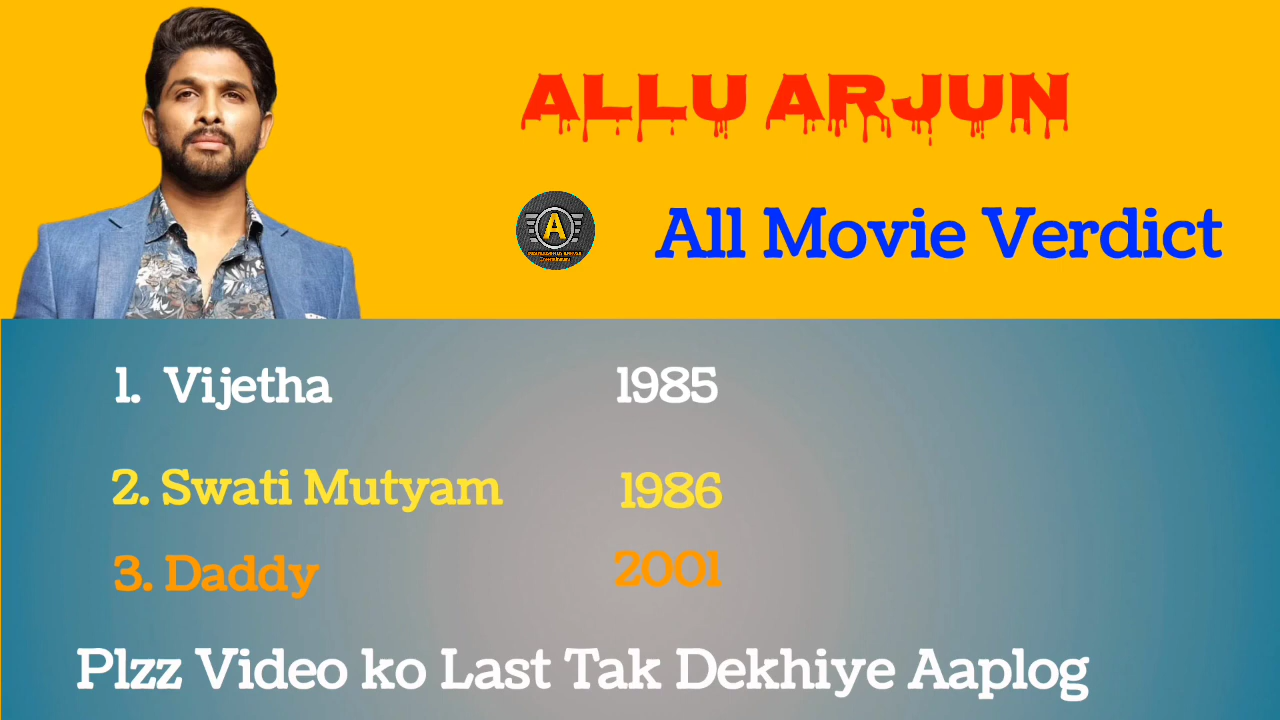 ALLU ARJUN
A
All Movie Verdict
1. Vijetha 1985
2. Swati Mutyam 1986
3. Daddy 2001
Plzz Video ko Last Tak Dekhiye Aaplog